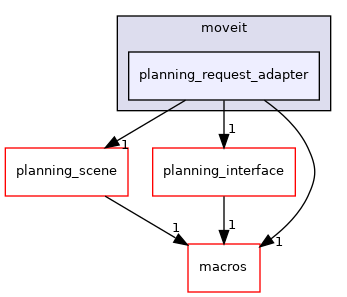 moveit
planning_request_adapter
1
1
planning_scene
planning_interface
1
1
1
macros